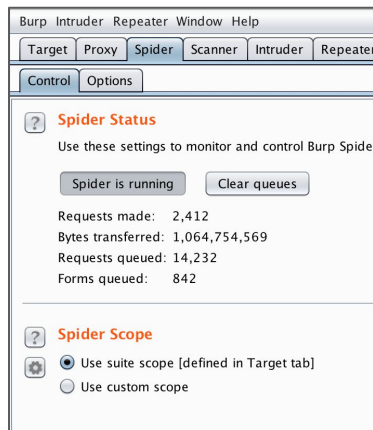 Burp Intruder Repeater Window Help
Target Proxy Spider Scanner Intruder Repeater
Control Options
? Spider Status
Use these settings to monitor and control Burp Spide
Spider is running Clear queues
Requests made: 2,412
Bytes transferred: 1,064,754,569
Requests queued: 14,232
Forms queued: 842
? Spider Scope
Use suite scope [defined in Target tab]
Use custom scope